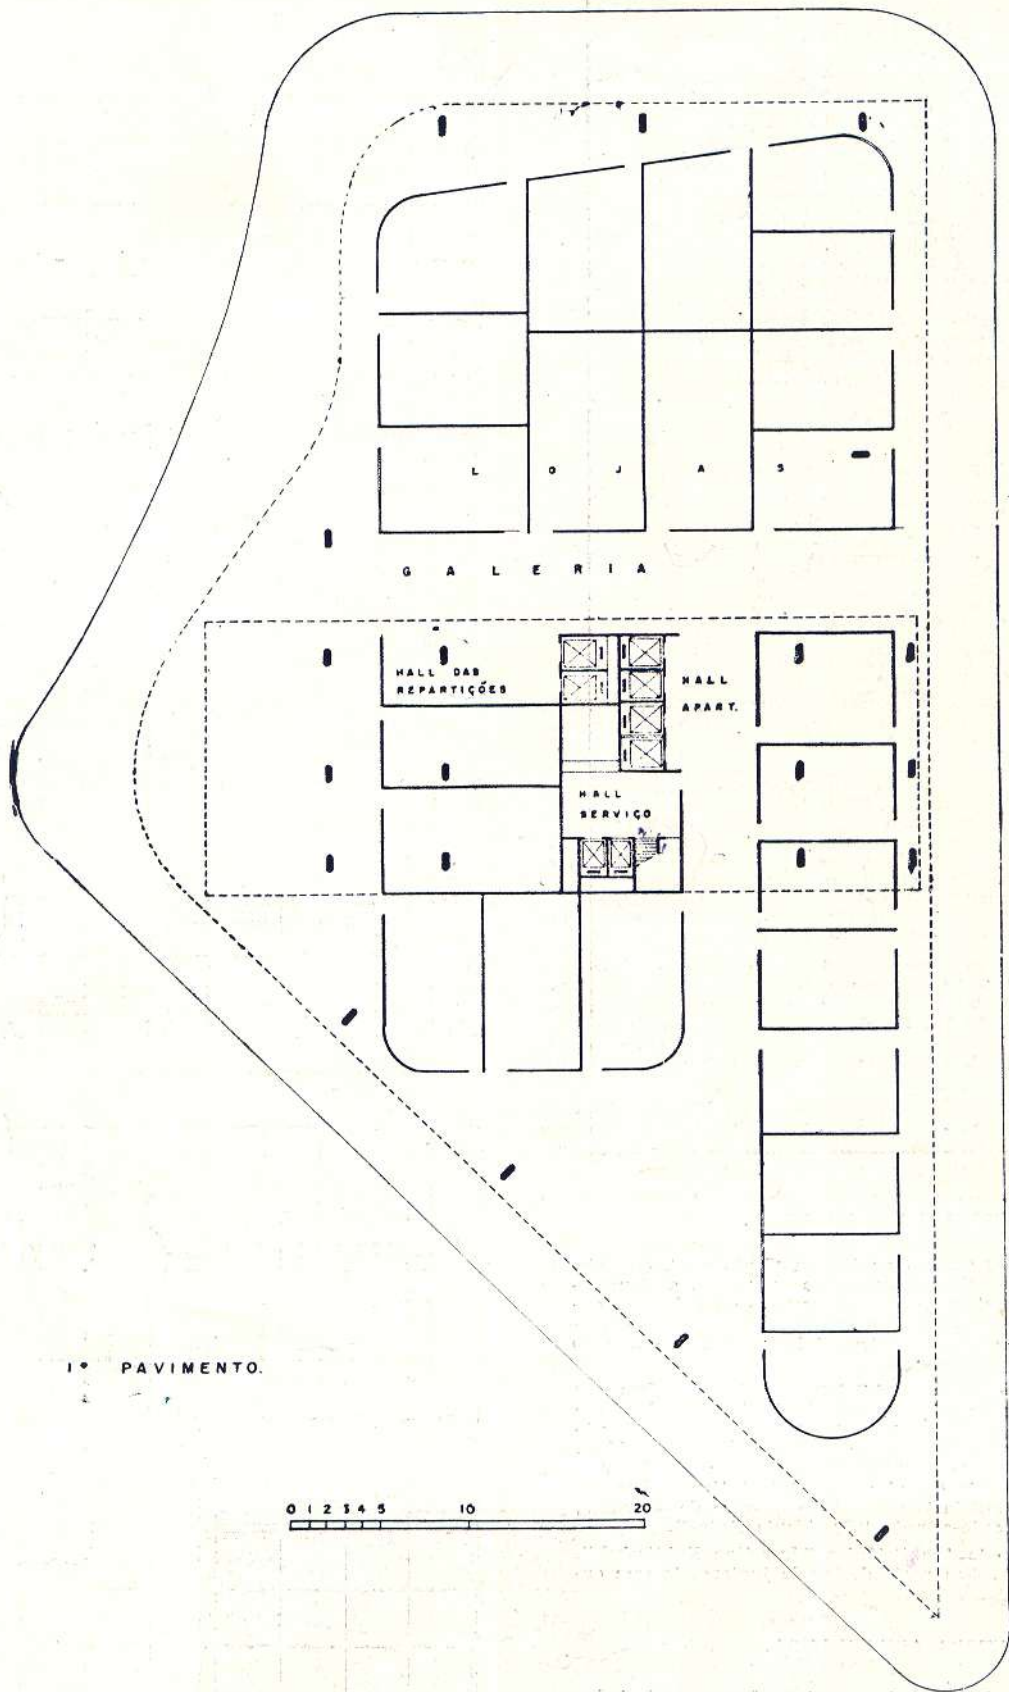 L O J A S
G A L E R I A
HALL DAS
REPARTIÇÕES
HALL
APART.
HALL
SERVIÇO
1º PAVIMENTO.
0 1 2 3 4 5 10 20